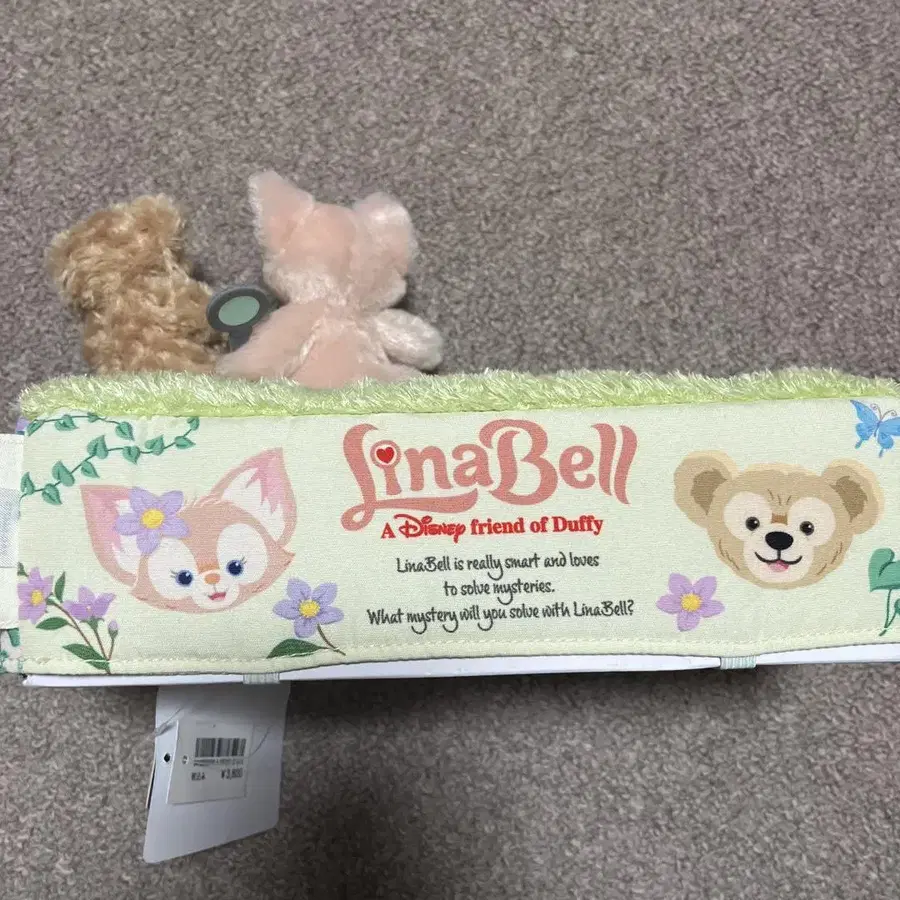 LinaBell
A Disney friend of Duffy
LinaBell is really smart and loves
to solve mysteries.
What mystery will you solve with LinaBell?
¥3,800